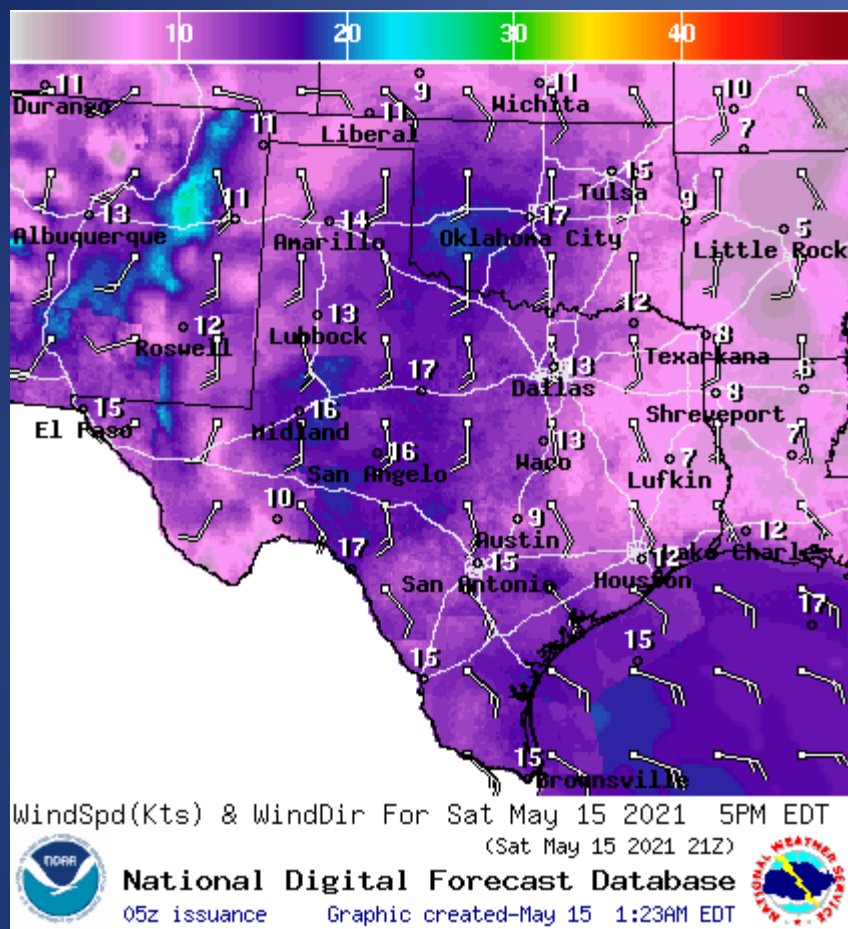 10 20 30 40
11 9 11 10
Durango Wichita
11 Liberal 11 7
13 11 14 17 15 9 5
Tulsa
Albuquerque Amarillo Oklahoma City Little Rock
12 13 12 8
Roswell Lubbock Texarkana
17 13 6
Dallas
15 16 8
El Paso Midland Shreveport
16 13 7 7
San Angelo Waco Lufkin
10 9 12
Austin Lake Charles
17 15 12
San Antonio Houston
17
15 15
15
Brownsville
WindSpd(Kts) & WindDir For Sat May 15 2021 5PM EDT
(Sat May 15 2021 21Z)
National Digital Forecast Database
05z issuance Graphic created-May 15 1:23AM EDT
NOAA
NATIONAL WEATHER SERVICE